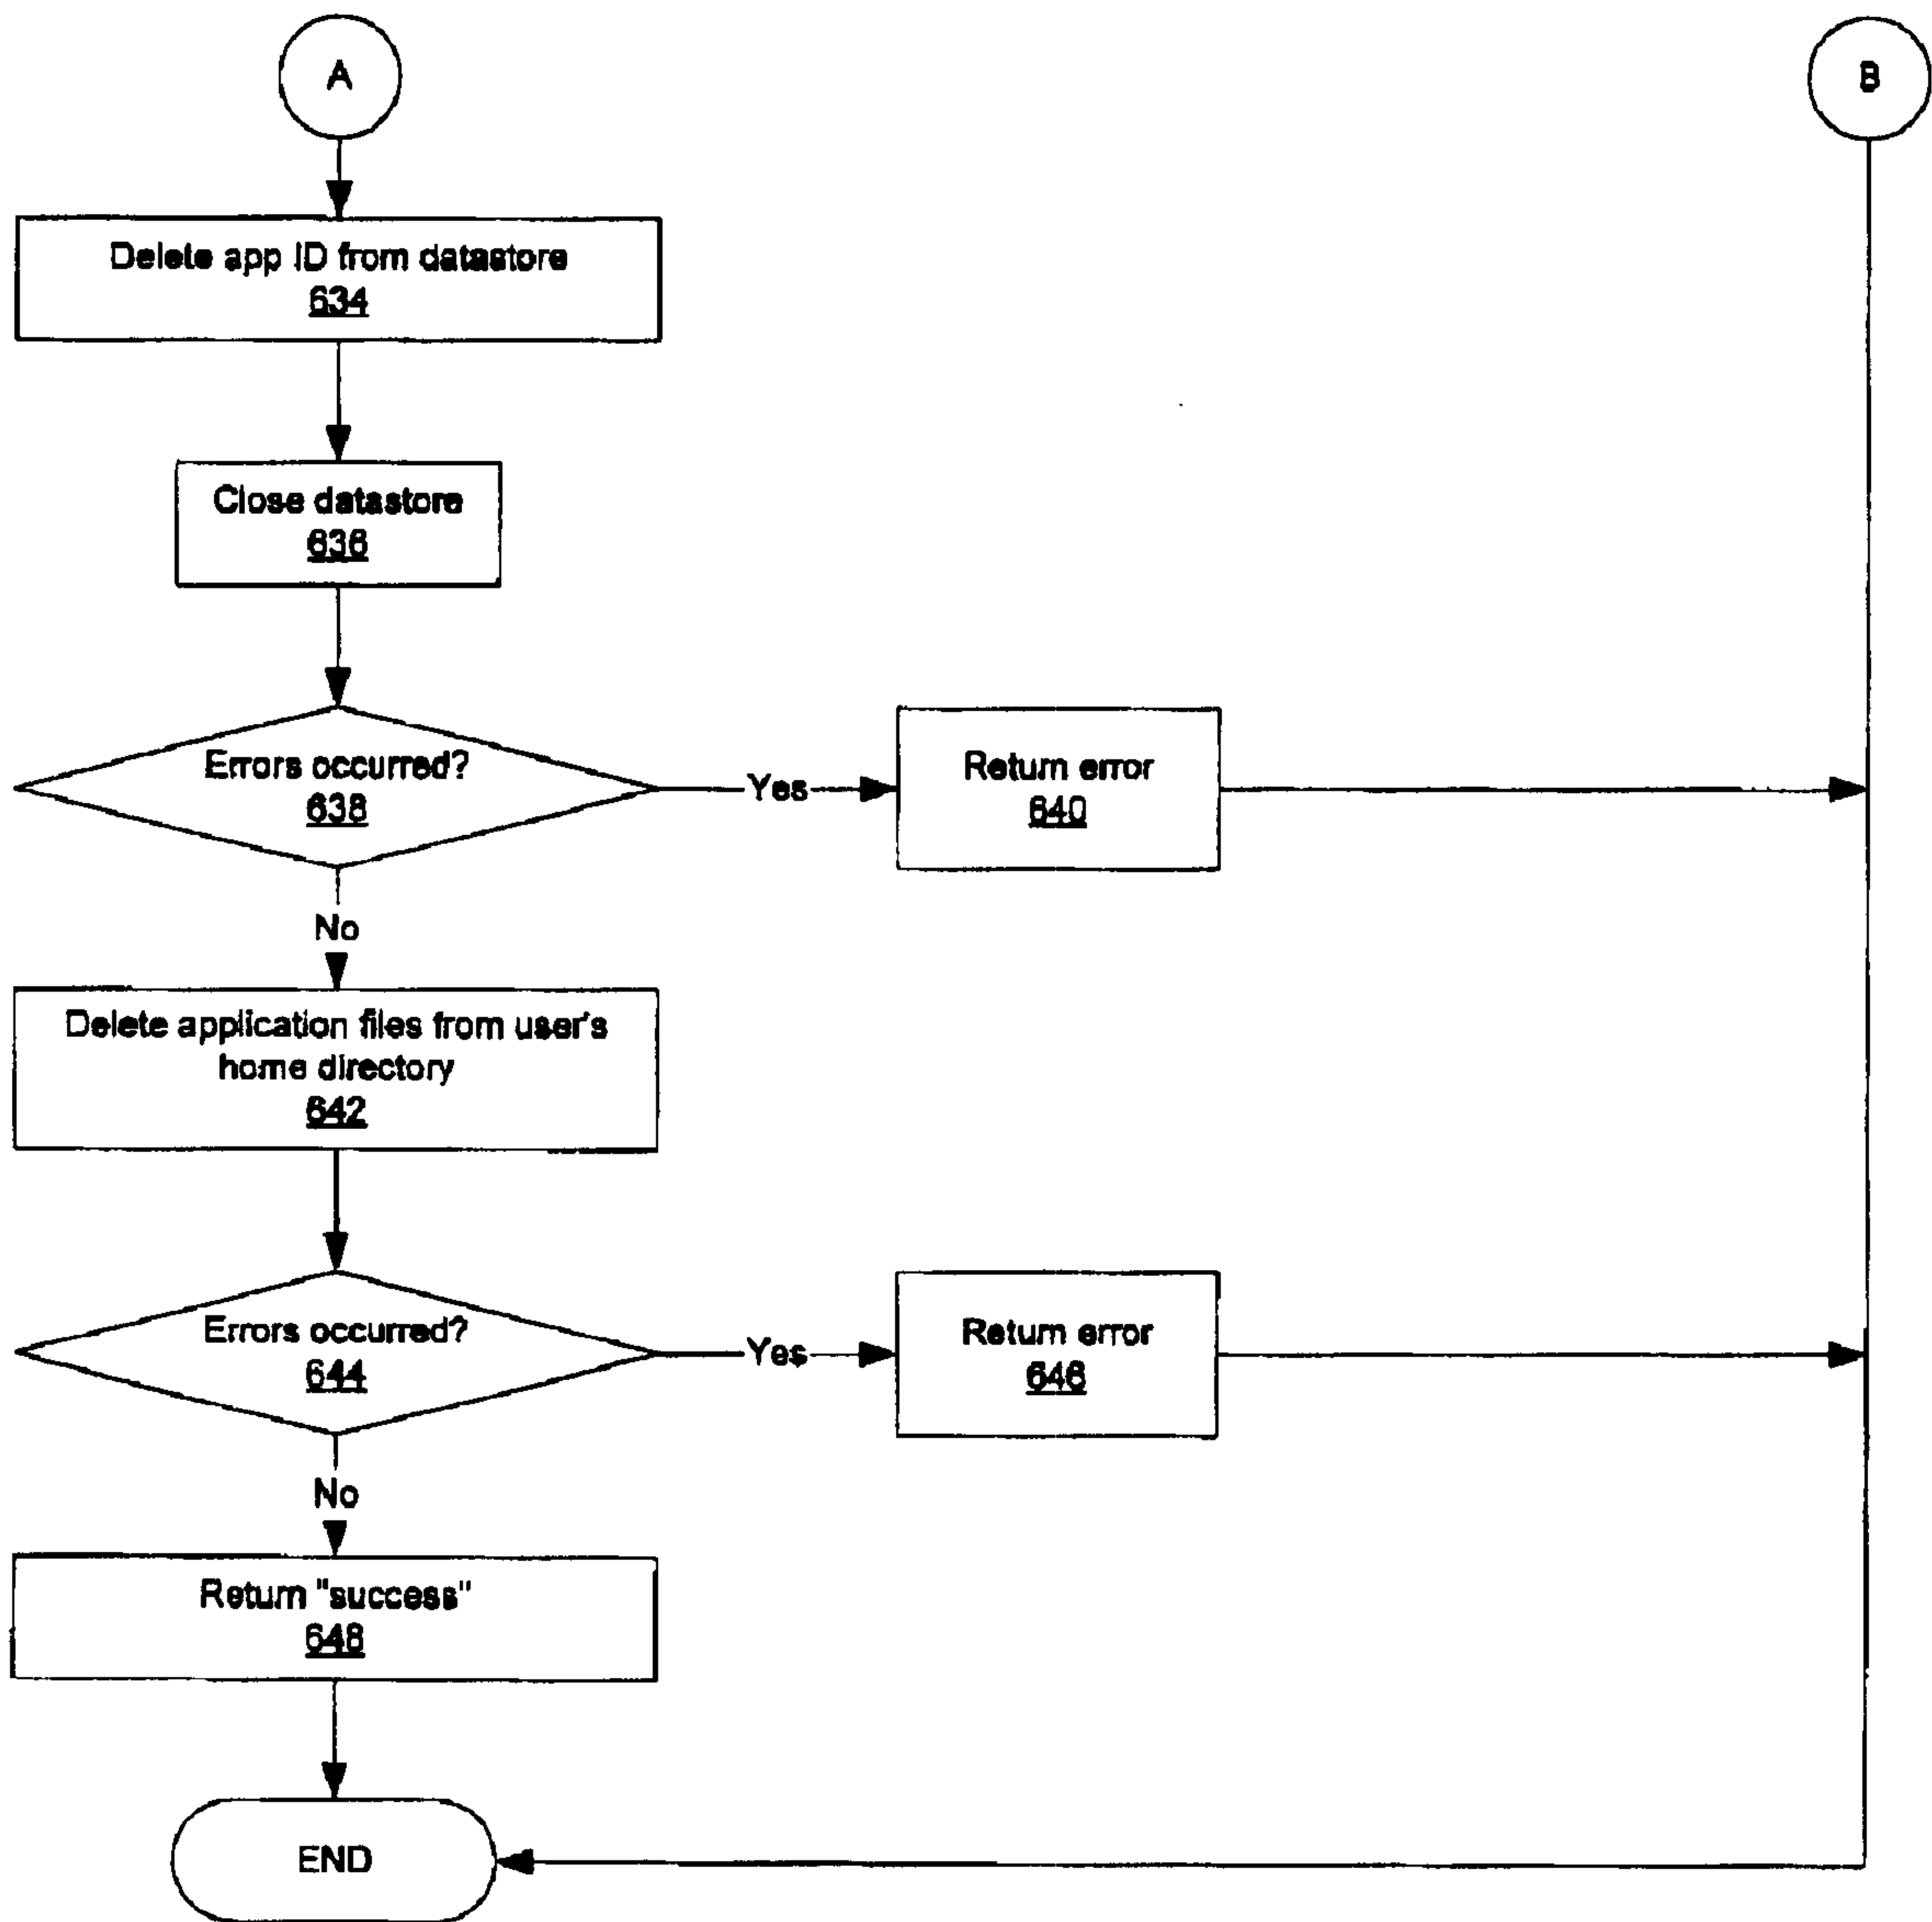 A
B
Delete app ID from datastore
634
Close datastore
636
Errors occurred?
638
Yes
Return error
640
No
Delete application files from user's
home directory
642
Errors occurred?
644
Yes
Return error
646
No
Return "success"
648
END